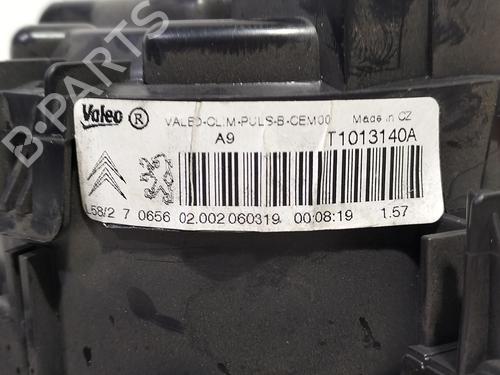 B-PARTS
Valeo ® VALEO-CLIM-PULS-B-CEM00 Made in CZ
A9 T1013140A
L58/2 7 0656 02.002 060319 00:08:19 1.57